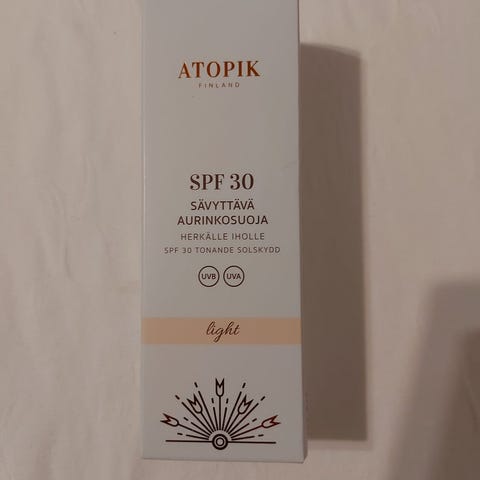 ATOPIK
FINLAND
SPF 30
SÄVYTTÄVÄ
AURINKOSUOJA
HERKÄLLE IHOLLE
SPF 30 TONANDE SOLSKYDD
UVB UVA
light